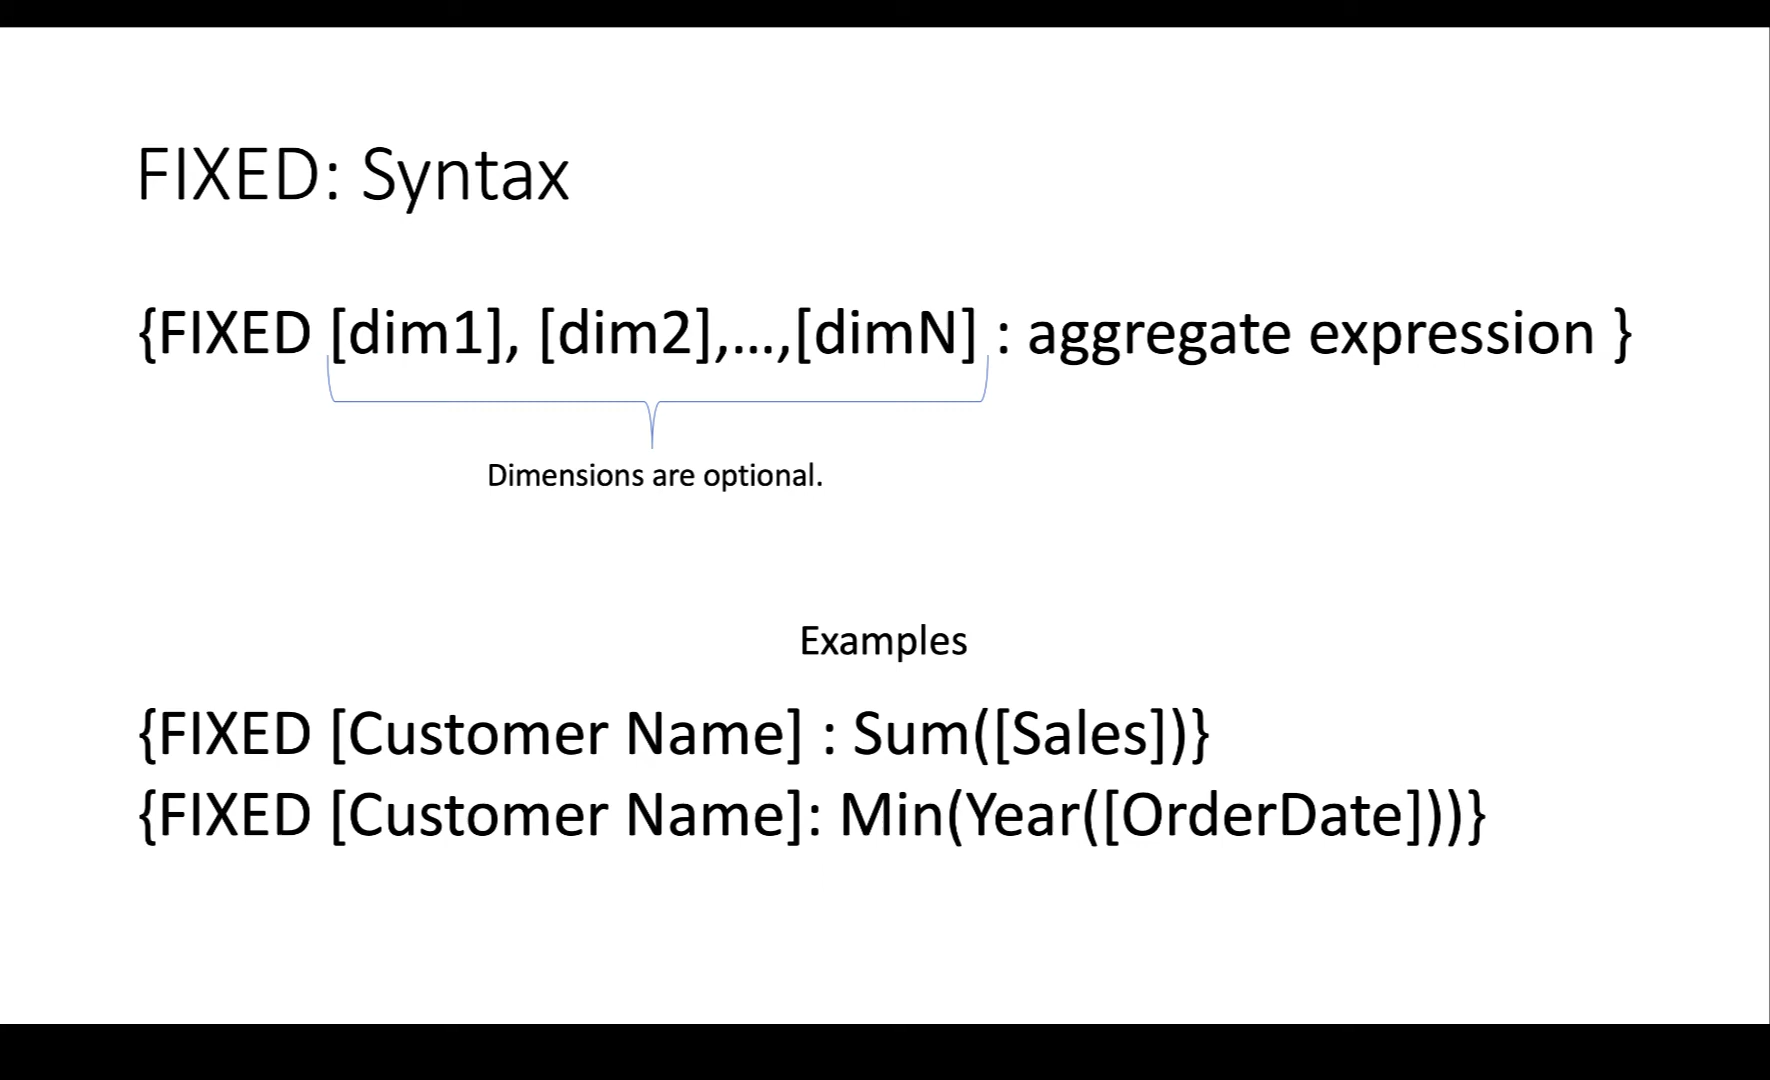 FIXED: Syntax
{FIXED [dim1], [dim2],...,[dimN] : aggregate expression }
Dimensions are optional.
Examples
{FIXED [Customer Name] : Sum([Sales])}
{FIXED [Customer Name]: Min(Year([OrderDate]))}